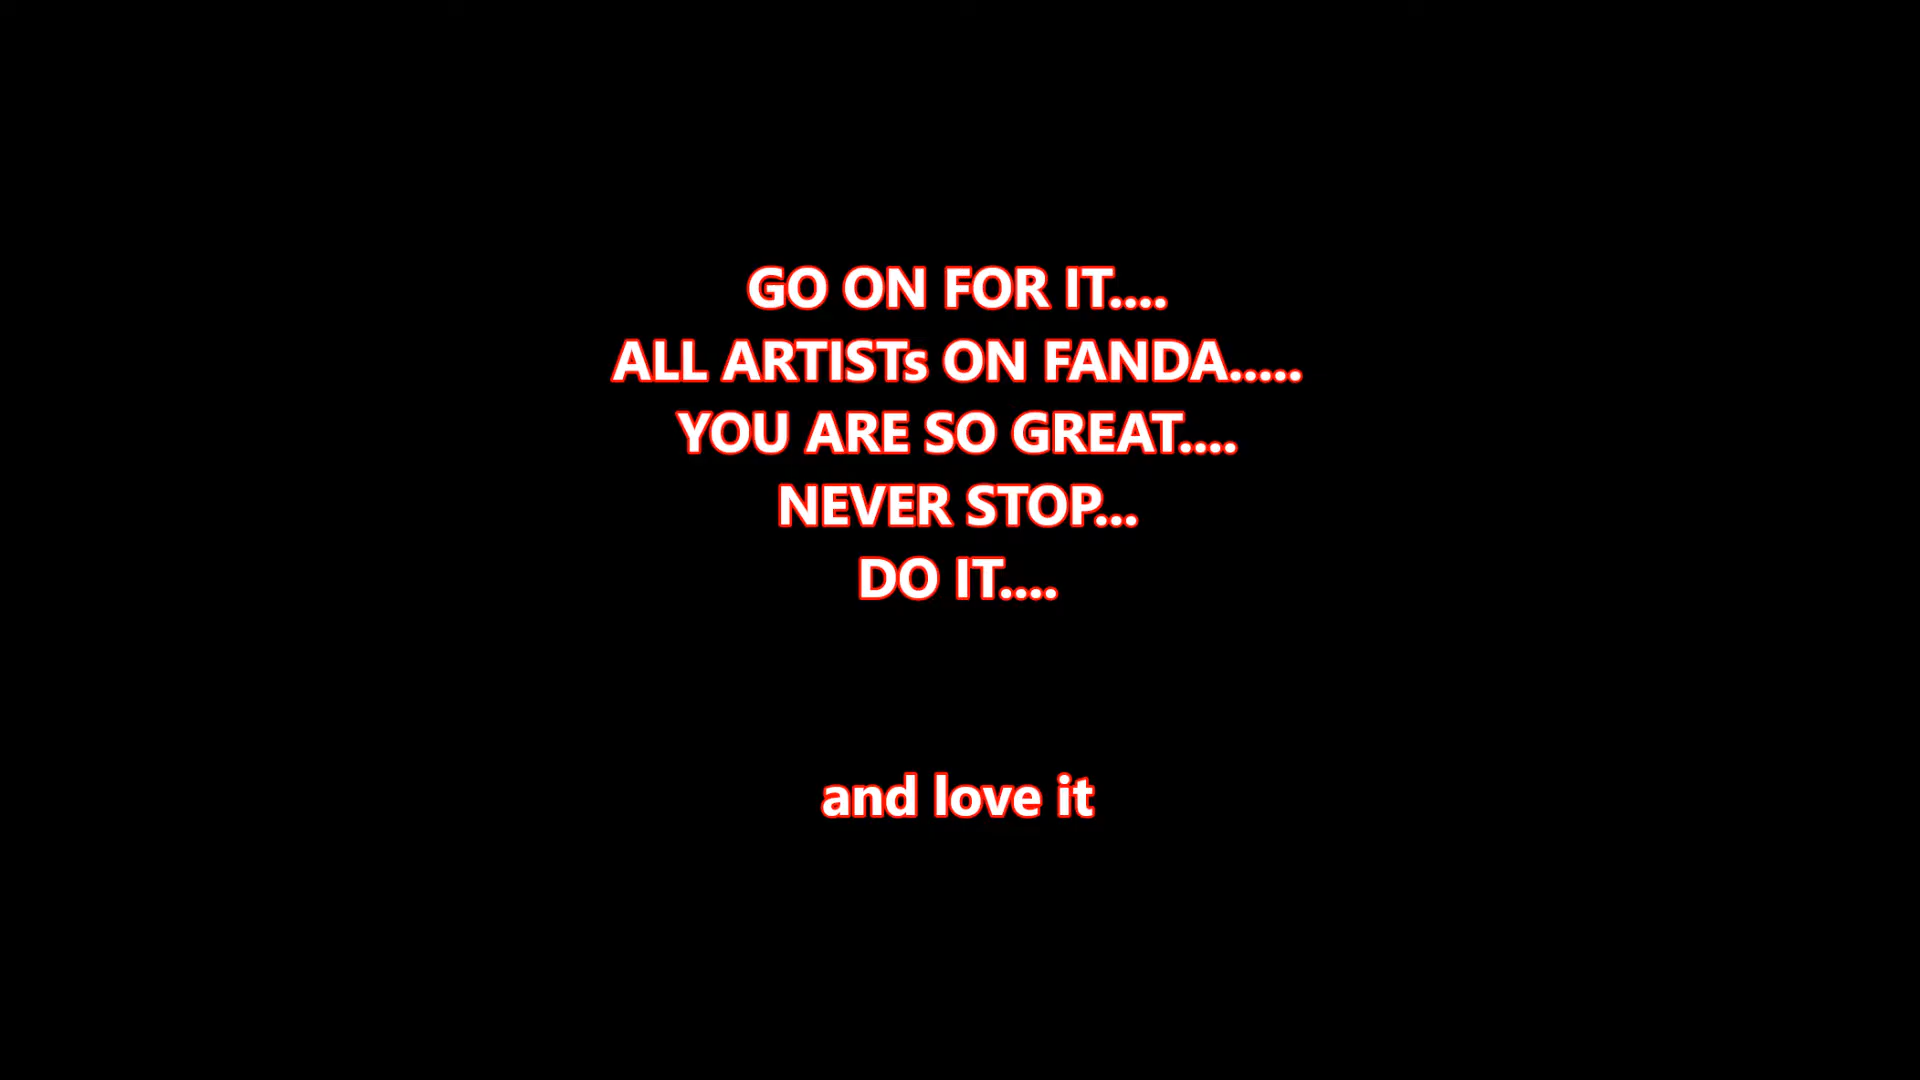 GO ON FOR IT....
ALL ARTISTs ON FANDA.....
YOU ARE SO GREAT....
NEVER STOP...
DO IT....
and love it